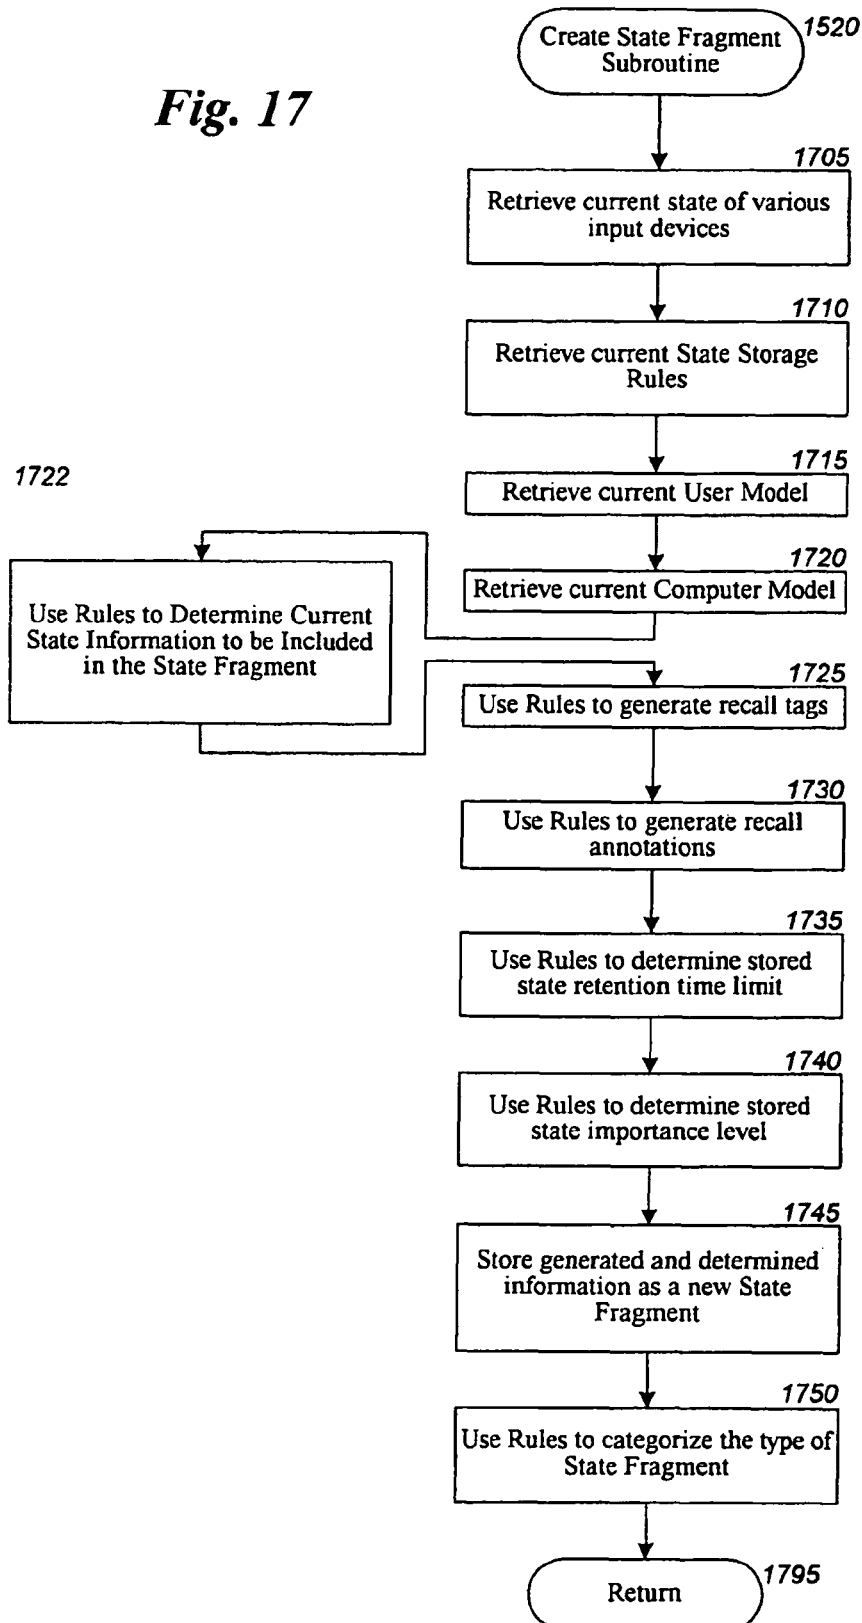 Fig. 17
1520
Create State Fragment
Subroutine
1705
Retrieve current state of various
input devices
1710
Retrieve current State Storage
Rules
1715
Retrieve current User Model
1720
Retrieve current Computer Model
1722
Use Rules to Determine Current
State Information to be Included
in the State Fragment
1725
Use Rules to generate recall tags
1730
Use Rules to generate recall
annotations
1735
Use Rules to determine stored
state retention time limit
1740
Use Rules to determine stored
state importance level
1745
Store generated and determined
information as a new State
Fragment
1750
Use Rules to categorize the type of
State Fragment
1795
Return